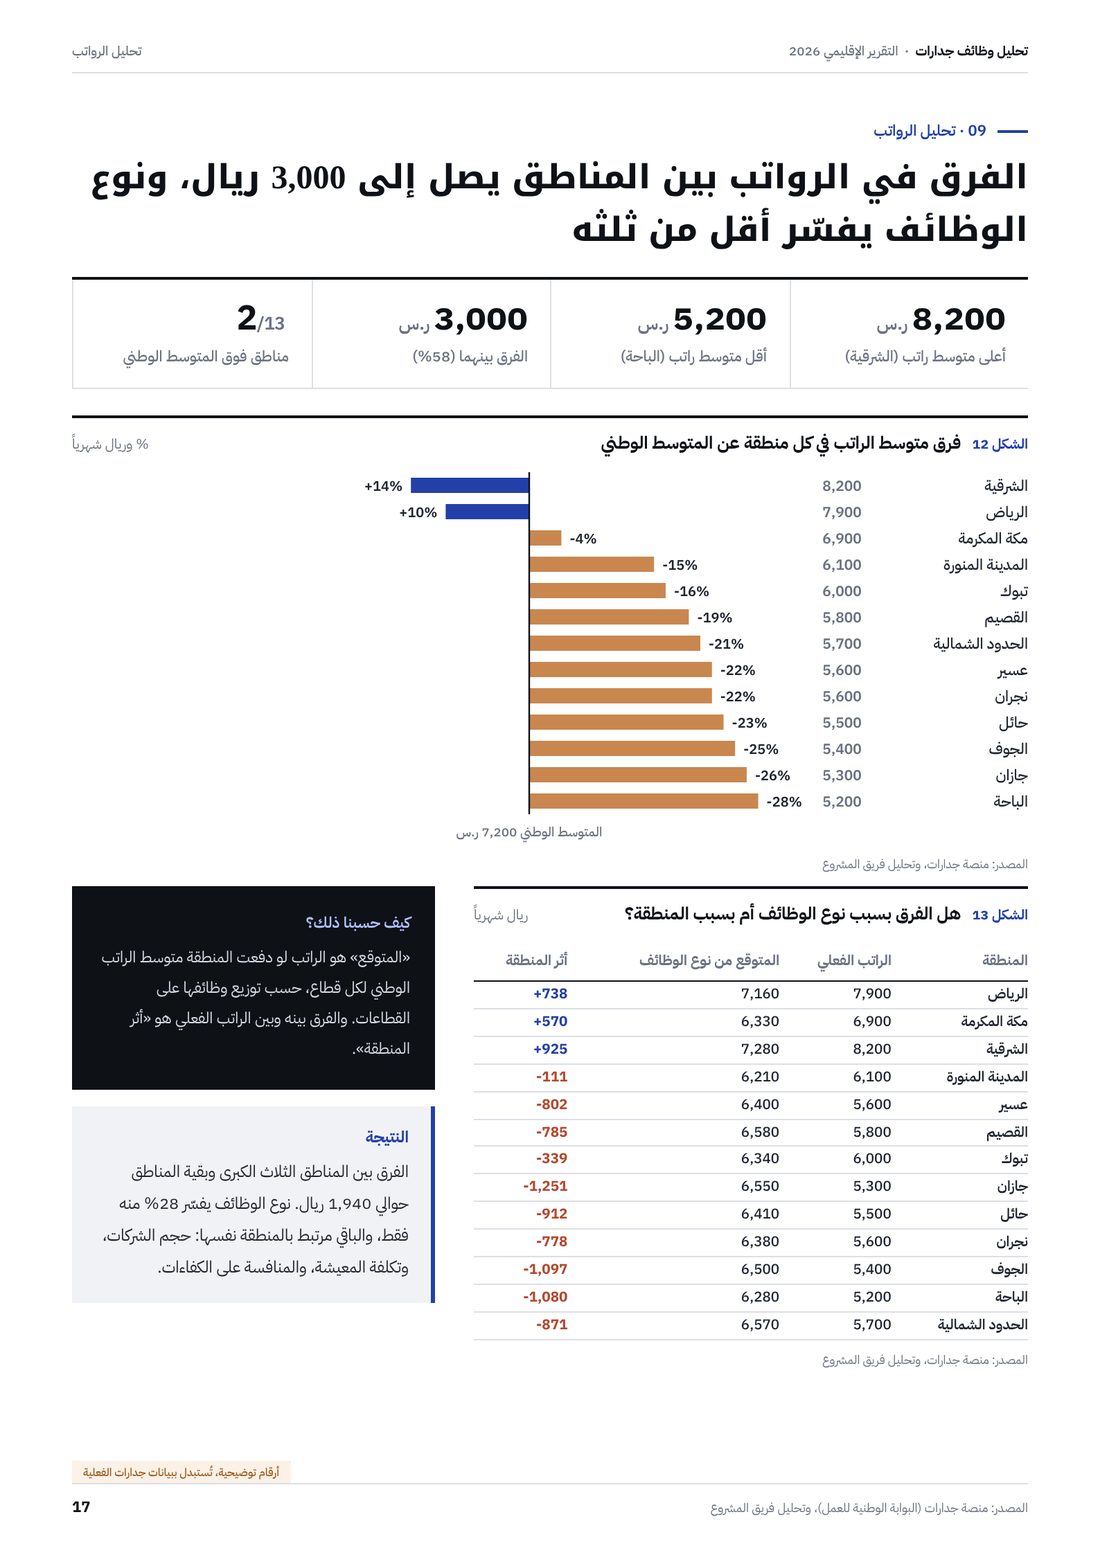 تحليل وظائف جدارات · التقرير الإقليمي 2026
تحليل الرواتب
09 · تحليل الرواتب
الفرق في الرواتب بين المناطق يصل إلى 3,000 ريال، ونوع
الوظائف يفسّر أقل من ثلثه
8,200 ر.س
أعلى متوسط راتب (الشرقية)
5,200 ر.س
أقل متوسط راتب (الباحة)
3,000 ر.س
الفرق بينهما (58%)
2/13
مناطق فوق المتوسط الوطني
الشكل 12 فرق متوسط الراتب في كل منطقة عن المتوسط الوطني
% وريال شهرياً
الشرقية 8,200 +14%
الرياض 7,900 +10%
مكة المكرمة 6,900 -4%
المدينة المنورة 6,100 -15%
تبوك 6,000 -16%
القصيم 5,800 -19%
الحدود الشمالية 5,700 -21%
عسير 5,600 -22%
نجران 5,600 -22%
حائل 5,500 -23%
الجوف 5,400 -25%
جازان 5,300 -26%
الباحة 5,200 -28%
المتوسط الوطني 7,200 ر.س
المصدر: منصة جدارات، وتحليل فريق المشروع
الشكل 13 هل الفرق بسبب نوع الوظائف أم بسبب المنطقة؟
ريال شهرياً
المنطقة الراتب الفعلي المتوقع من نوع الوظائف أثر المنطقة
الرياض 7,900 7,160 +738
مكة المكرمة 6,900 6,330 +570
الشرقية 8,200 7,280 +925
المدينة المنورة 6,100 6,210 -111
عسير 5,600 6,400 -802
القصيم 5,800 6,580 -785
تبوك 6,000 6,340 -339
جازان 5,300 6,550 -1,251
حائل 5,500 6,410 -912
نجران 5,600 6,380 -778
الجوف 5,400 6,500 -1,097
الباحة 5,200 6,280 -1,080
الحدود الشمالية 5,700 6,570 -871
المصدر: منصة جدارات، وتحليل فريق المشروع
كيف حسبنا ذلك؟
«المتوقع» هو الراتب لو دفعت المنطقة متوسط الراتب
الوطني لكل قطاع، حسب توزيع وظائفها على
القطاعات. والفرق بينه وبين الراتب الفعلي هو «أثر
المنطقة».
النتيجة
الفرق بين المناطق الثلاث الكبرى وبقية المناطق
حوالي 1,940 ريال. نوع الوظائف يفسّر 28% منه
فقط، والباقي مرتبط بالمنطقة نفسها: حجم الشركات،
وتكلفة المعيشة، والمنافسة على الكفاءات.
أرقام توضيحية، تُستبدل ببيانات جدارات الفعلية
المصدر: منصة جدارات (البوابة الوطنية للعمل)، وتحليل فريق المشروع
17